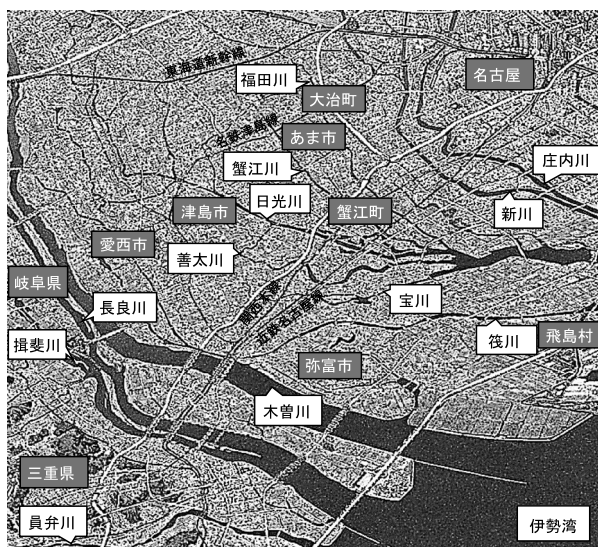 東海道新幹線
福田川
名古屋
大治町
名鉄津島線
あま市
庄内川
蟹江川
日光川
津島市
蟹江町
新川
愛西市
善太川
岐阜県
長良川
関西本線
近鉄名古屋線
宝川
揖斐川
筏川
飛島村
弥富市
木曽川
三重県
員弁川
伊勢湾